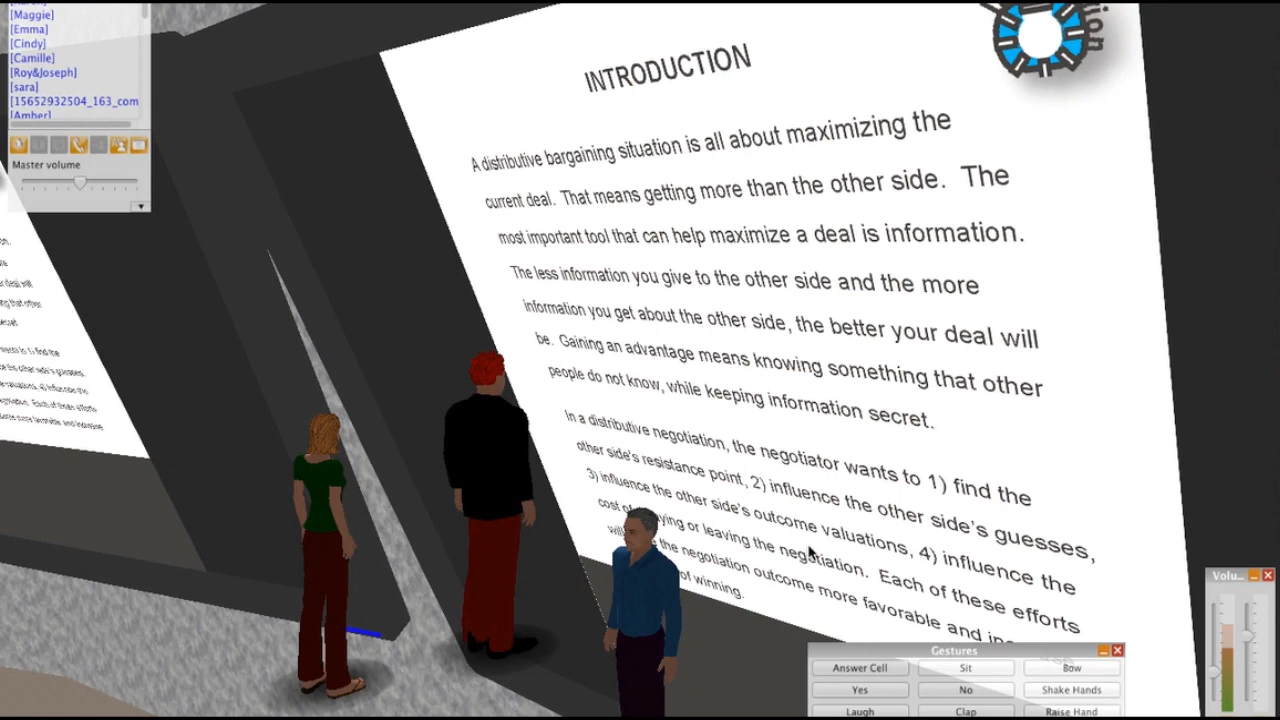 [Maggie]
[Emma]
[Cindy]
[Camille]
[Roy&Joseph]
[sara]
[15652932504_163_com
[Amber]
Master volume
INTRODUCTION
A distributive bargaining situation is all about maximizing the
current deal. That means getting more than the other side. The
most important tool that can help maximize a deal is information.
The less information you give to the other side and the more
information you get about the other side, the better your deal will
be. Gaining an advantage means knowing something that other
people do not know, while keeping information secret.
In a distributive negotiation, the negotiator wants to 1) find the
other side's resistance point, 2) influence the other side's guesses,
3) influence the other side's outcome valuations, 4) influence the
cost of or leaving the negotiation. Each of these efforts
the negotiation outcome more favorable and
of winning.
Volu...
Gestures
Answer Cell
Sit
Bow
Yes
No
Shake Hands
Laugh
Clap
Raise Hand